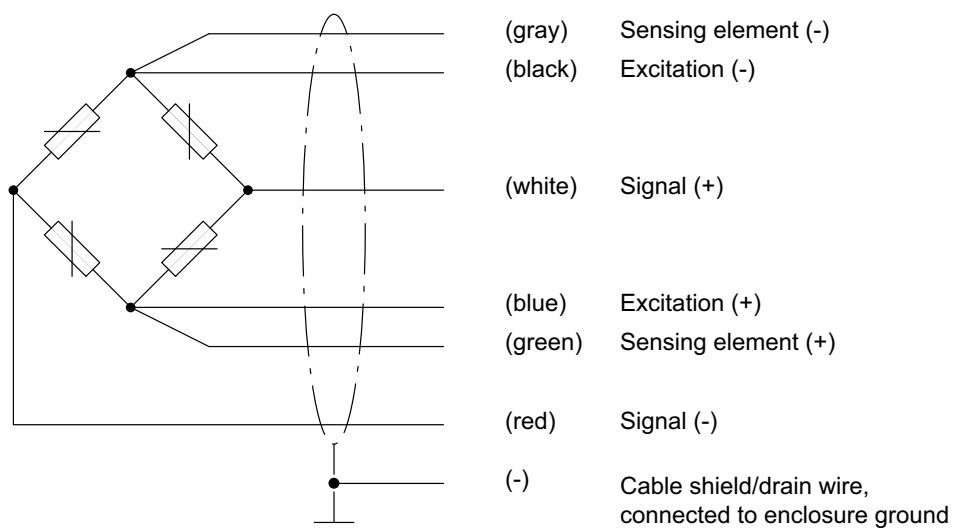 (gray) Sensing element (-)
(black) Excitation (-)
(white) Signal (+)
(blue) Excitation (+)
(green) Sensing element (+)
(red) Signal (-)
(-) Cable shield/drain wire,
connected to enclosure ground